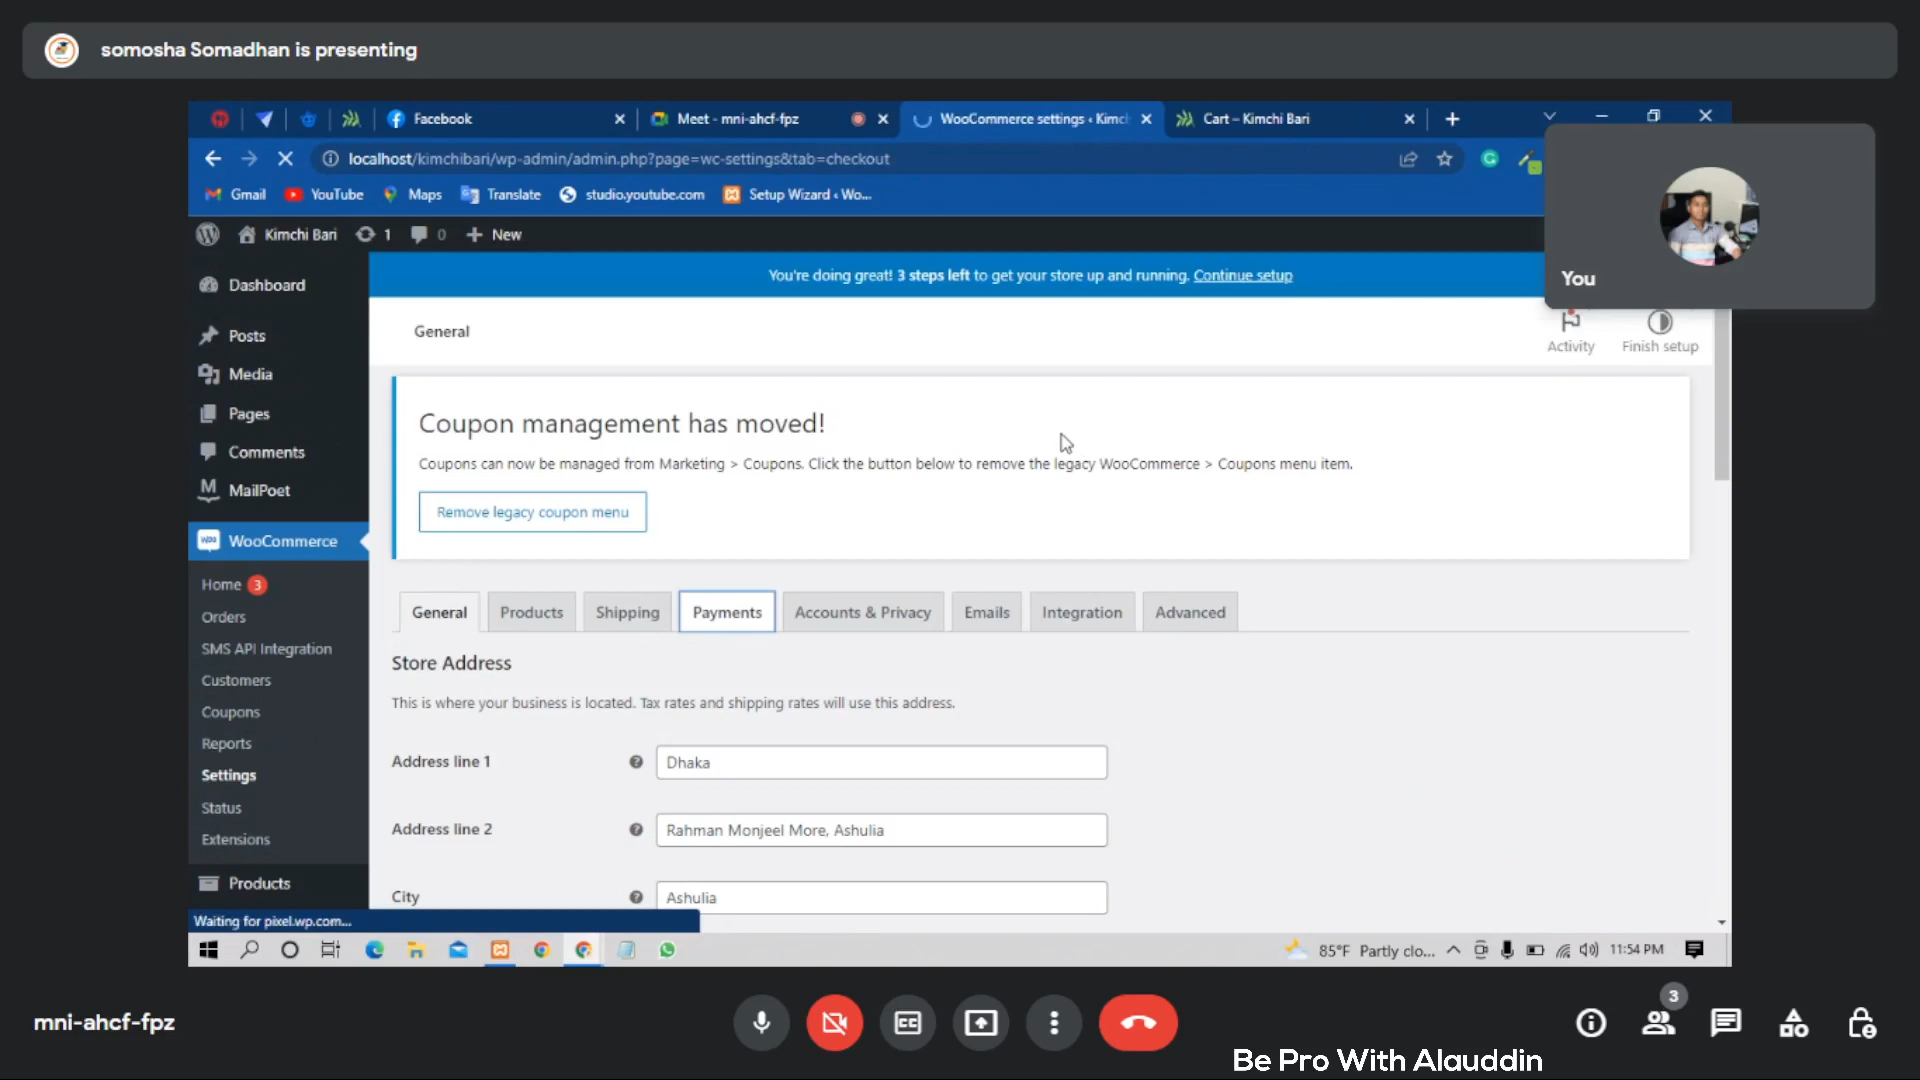 somosha Somadhan is presenting
Facebook
Meet - mni-ahcf-fpz
WooCommerce settings ‹ Kimc
Cart – Kimchi Bari
localhost/kimchibari/wp-admin/admin.php?page=wc-settings&tab=checkout
Gmail
YouTube
Maps
Translate
studio.youtube.com
Setup Wizard ‹ Wo...
Kimchi Bari
1
0
New
You
You're doing great! 3 steps left to get your store up and running. Continue setup
Dashboard
Posts
Media
Pages
Comments
MailPoet
WooCommerce
Home 3
Orders
SMS API Integration
Customers
Coupons
Reports
Settings
Status
Extensions
Products
General
Activity
Finish setup
Coupon management has moved!
Coupons can now be managed from Marketing > Coupons. Click the button below to remove the legacy WooCommerce > Coupons menu item.
Remove legacy coupon menu
General
Products
Shipping
Payments
Accounts & Privacy
Emails
Integration
Advanced
Store Address
This is where your business is located. Tax rates and shipping rates will use this address.
Address line 1
Dhaka
Address line 2
Rahman Monjeel More, Ashulia
City
Ashulia
Waiting for pixel.wp.com...
85°F Partly clo...
11:54 PM
mni-ahcf-fpz
3
Be Pro With Alauddin